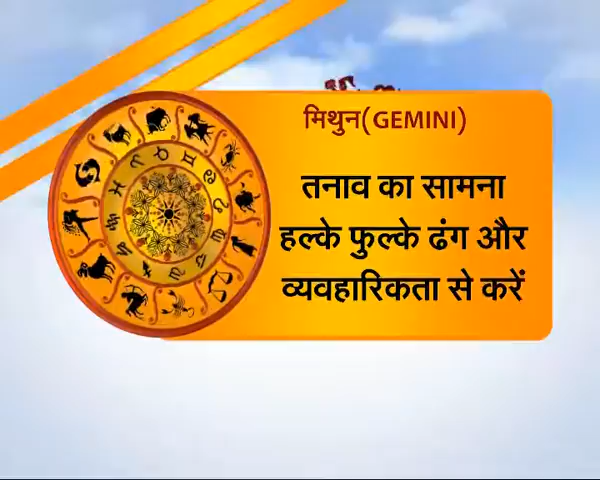 मिथुन(GEMINI)
तनाव का सामना
हल्के फुल्के ढंग और
व्यवहारिकता से करें